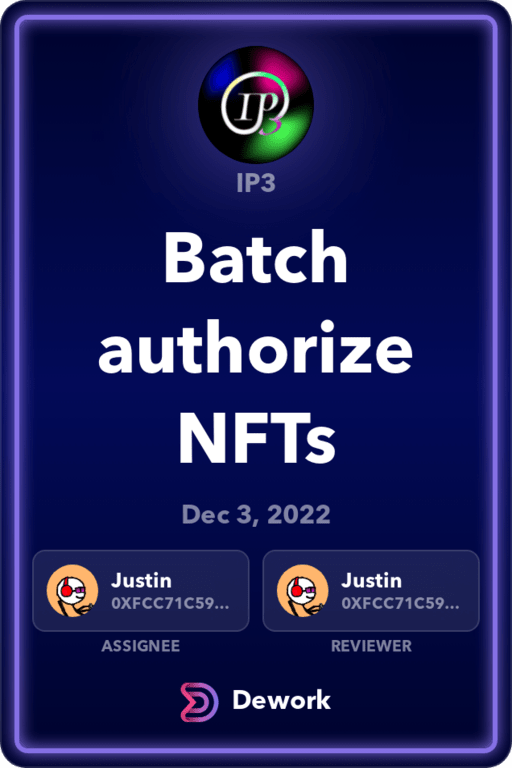 IP3
IP3
Batch
authorize
NFTs
Dec 3, 2022
Justin
0XFCC71C59...
ASSIGNEE
Justin
0XFCC71C59...
REVIEWER
Dework